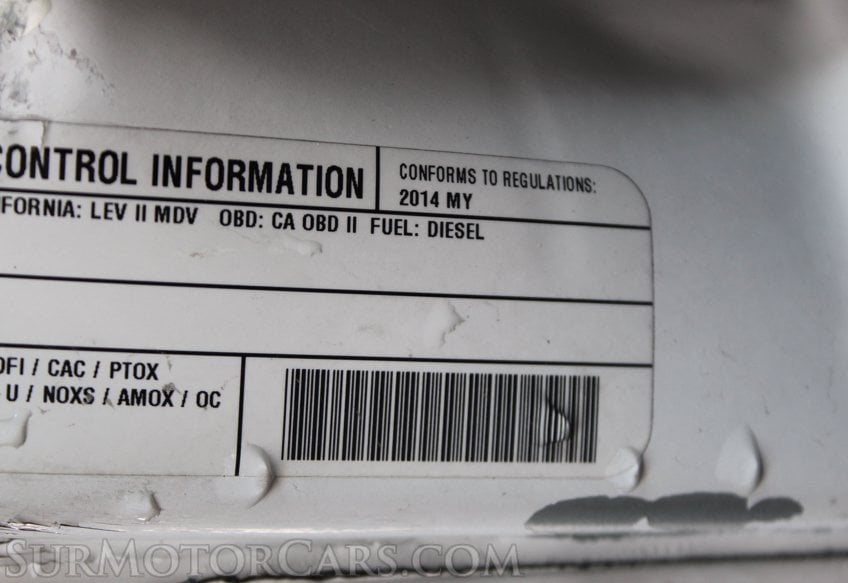 CONTROL INFORMATION
CONFORMS TO REGULATIONS:
2014 MY
FORNIA: LEV II MDV OBD: CA OBD II FUEL: DIESEL
DFI / CAC / PTOX
U / NOXS / AMOX / OC
SURMOTORCARS.COM